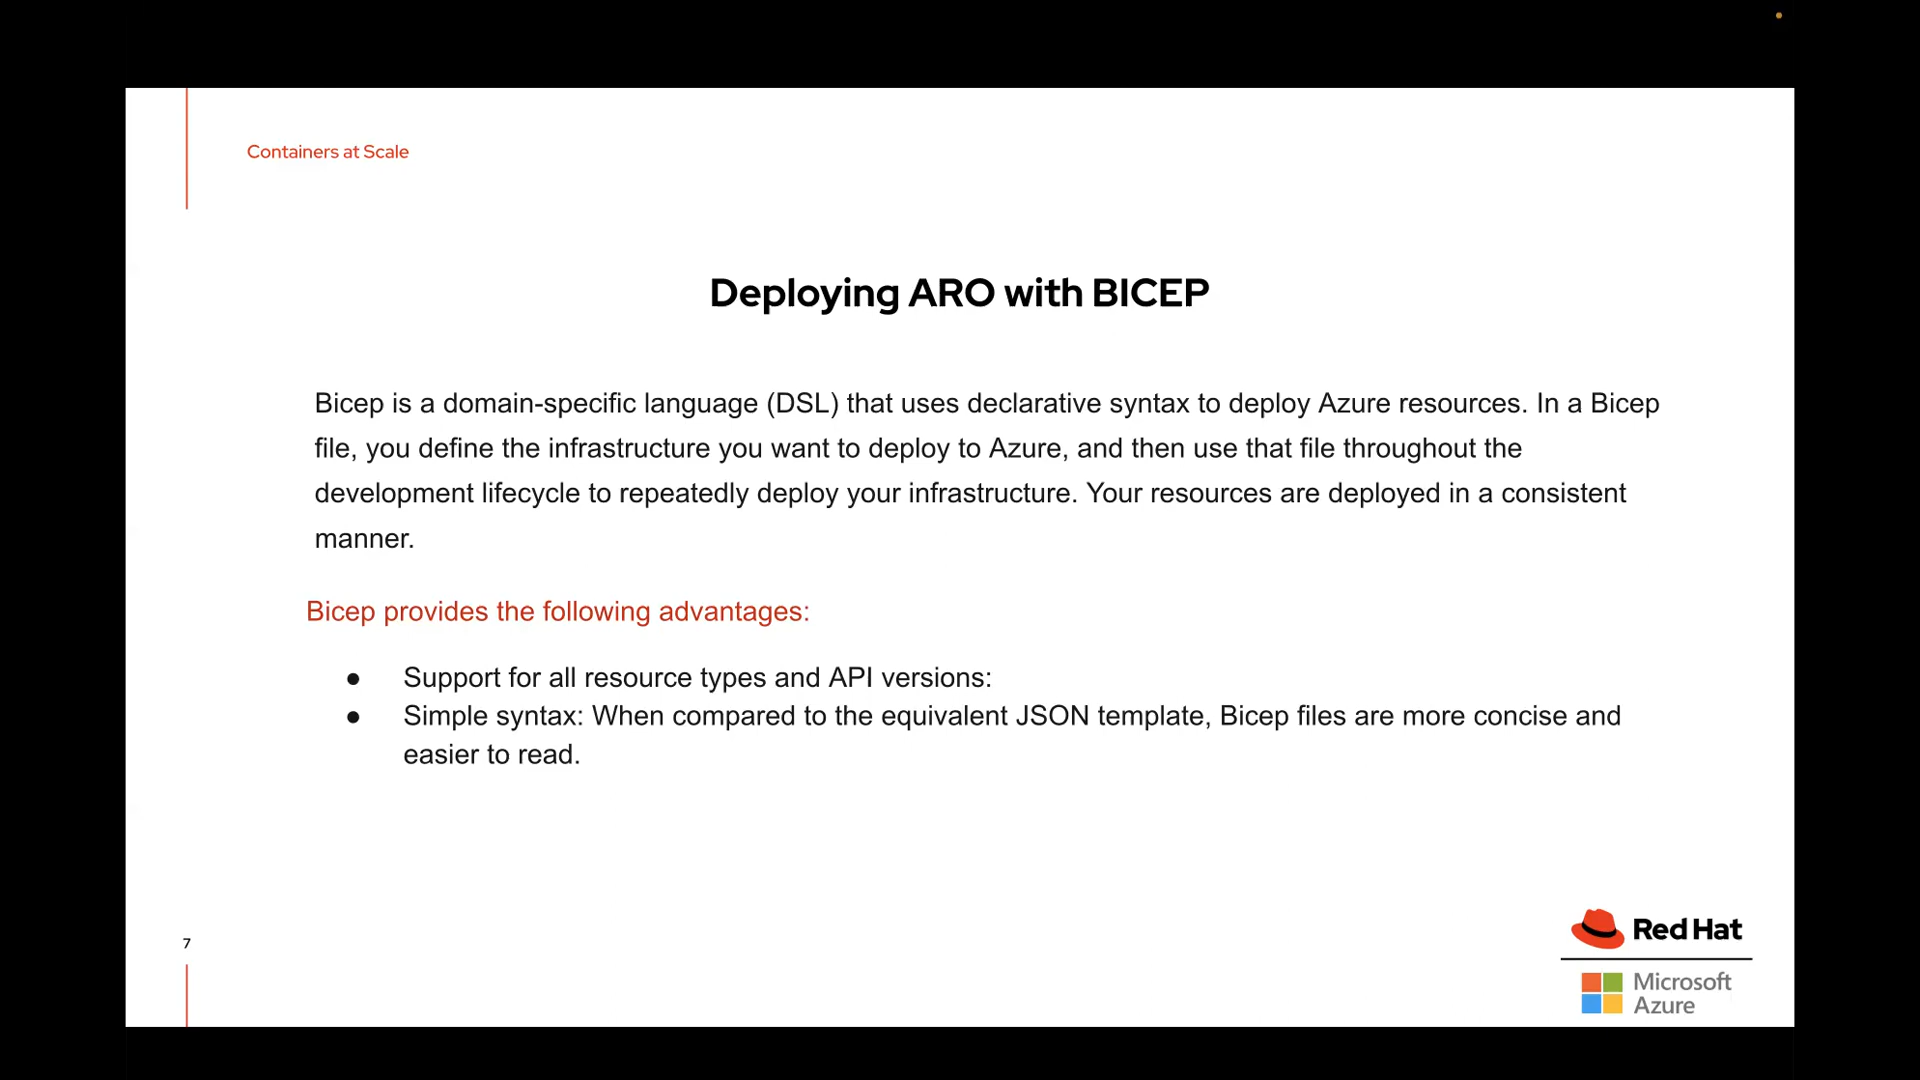 Containers at Scale
Deploying ARO with BICEP
Bicep is a domain-specific language (DSL) that uses declarative syntax to deploy Azure resources. In a Bicep
file, you define the infrastructure you want to deploy to Azure, and then use that file throughout the
development lifecycle to repeatedly deploy your infrastructure. Your resources are deployed in a consistent
manner.
Bicep provides the following advantages:
● Support for all resource types and API versions:
● Simple syntax: When compared to the equivalent JSON template, Bicep files are more concise and
easier to read.
7
Red Hat
Microsoft
Azure